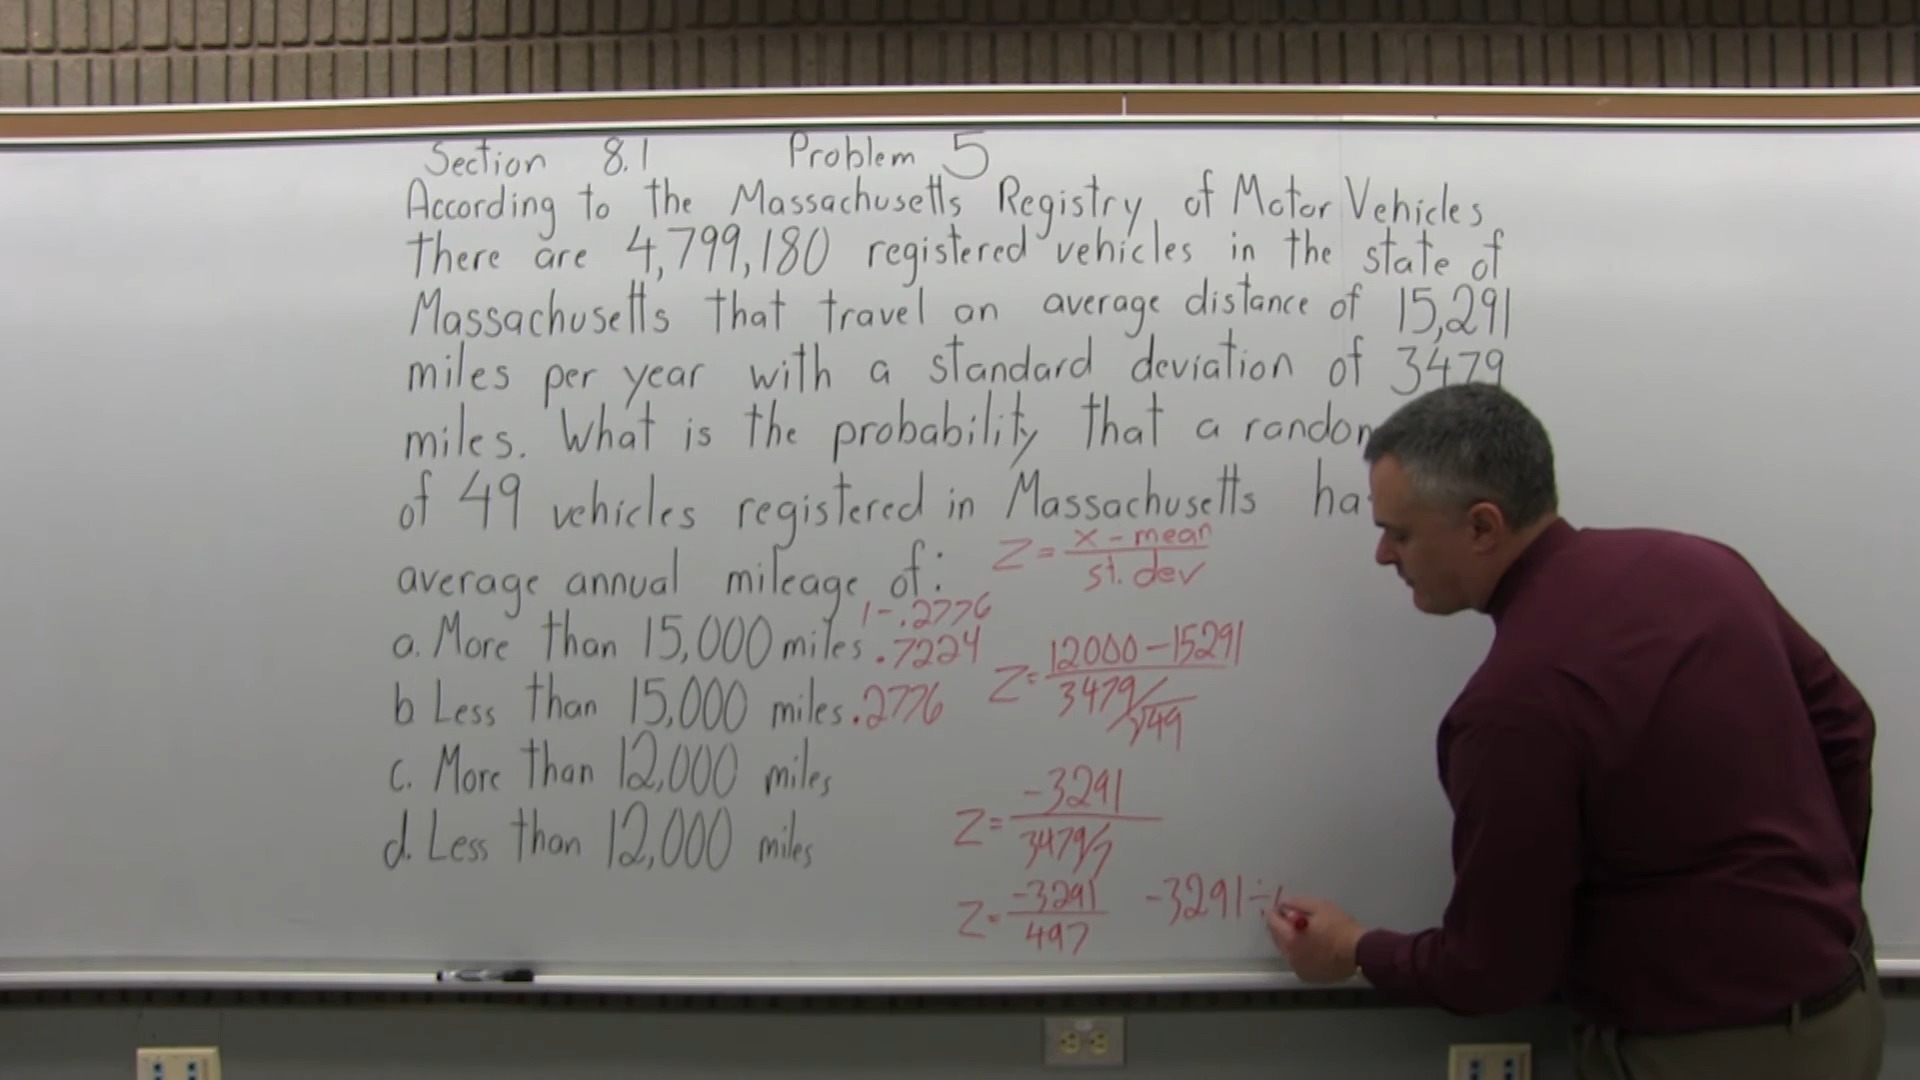 Section 8.1 Problem 5
According to the Massachusetts Registry of Motor Vehicles
there are 4,799,180 registered vehicles in the state of
Massachusetts that travel an average distance of 15,291
miles per year with a standard deviation of 3479
miles. What is the probability that a random
of 49 vehicles registered in Massachusetts ha
average annual mileage of:
a. More than 15,000 miles .7224
1-.2776
b. Less than 15,000 miles .2776
c. More than 12,000 miles
d. Less than 12,000 miles
Z = x - mean
st. dev
Z = 12000 - 15291
3479/√49
Z = -3291
3479/7
Z = -3291
497
-3291÷